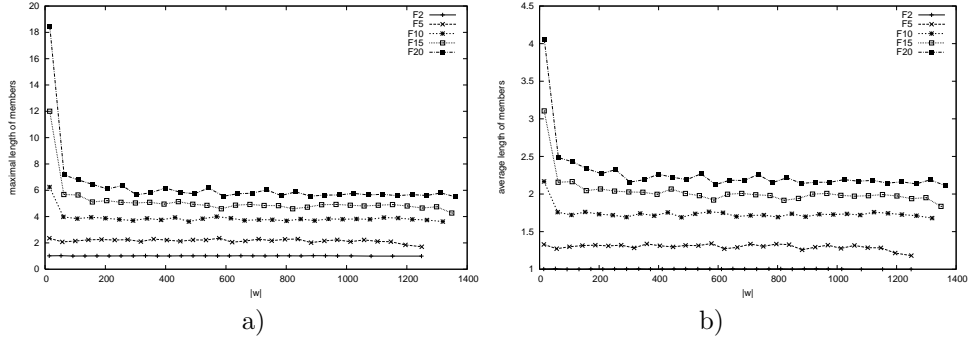 20
18
16
14
12
10
8
6
4
2
0
maximal length of members
0 200 400 600 800 1000 1200 1400
|w|
F2
F5
F10
F15
F20
a)
4.5
4
3.5
3
2.5
2
1.5
1
average length of members
0 200 400 600 800 1000 1200 1400
|w|
F2
F5
F10
F15
F20
b)